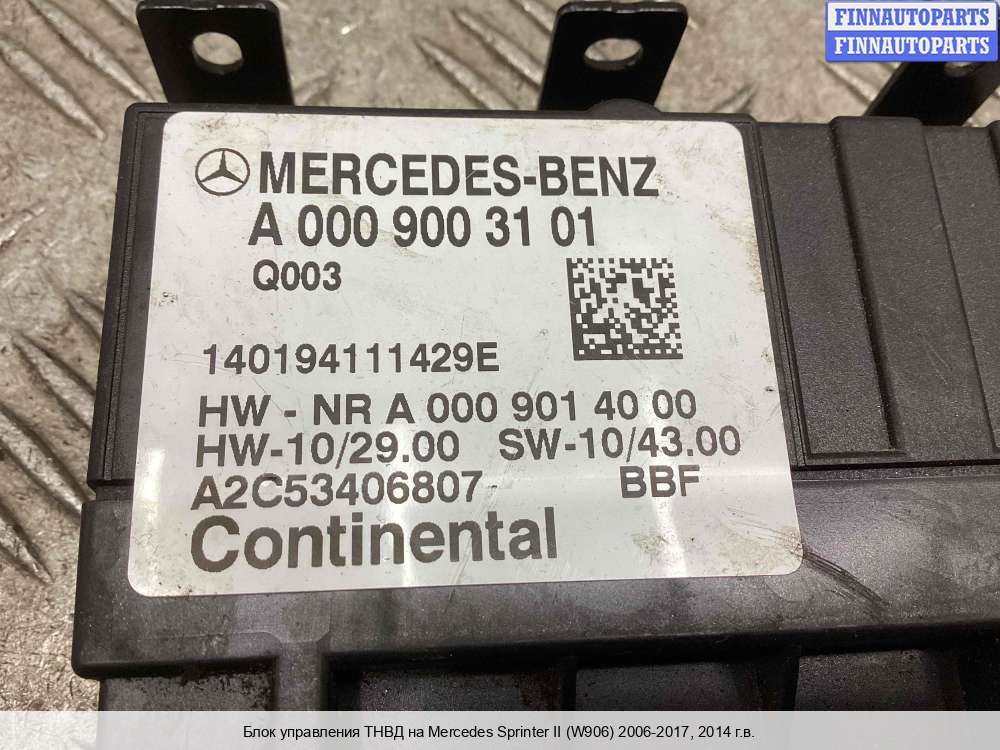 FINNAUTOPARTS
FINNAUTOPARTS
MERCEDES-BENZ
A 000 900 31 01
Q003
140194111429E
HW - NR A 000 901 40 00
HW-10/29.00 SW-10/43.00
A2C53406807 BBF
Continental
Блок управления ТНВД на Mercedes Sprinter II (W906) 2006-2017, 2014 г.в.